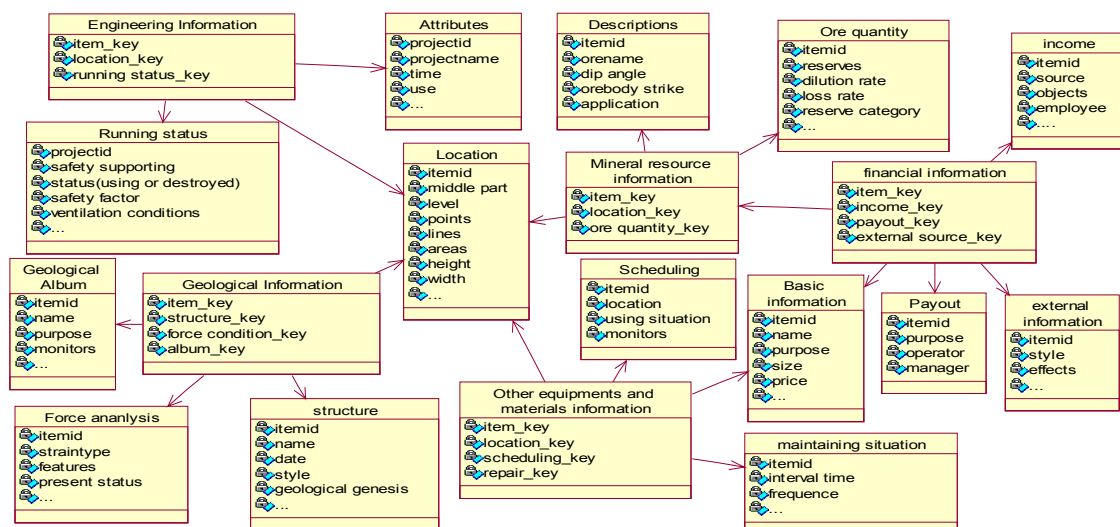 Engineering Information
item_key
location_key
running status_key
Attributes
projectid
projectname
time
use
...
Descriptions
itemid
orename
dip angle
orebody strike
application
Ore quantity
itemid
reserves
dilution rate
loss rate
reserve category
...
income
itemid
source
objects
employee
....
Running status
projectid
safety supporting
status(using or destroyed)
safety factor
ventilation conditions
...
Location
itemid
middle part
level
points
lines
areas
height
width
...
Mineral resource
information
item_key
location_key
ore quantity_key
financial information
item_key
income_key
payout_key
external source_key
Geological
Album
itemid
name
purpose
monitors
...
Geological Information
item_key
structure_key
force condition_key
album_key
Scheduling
itemid
location
using situation
monitors
Basic
information
itemid
name
purpose
size
price
...
Payout
itemid
purpose
operator
manager
external
information
itemid
style
effects
...
Force ananlysis
itemid
straintype
features
present status
...
structure
itemid
name
date
style
geological genesis
...
Other equipments and
materials information
item_key
location_key
scheduling_key
repair_key
maintaining situation
itemid
interval time
frequence
...